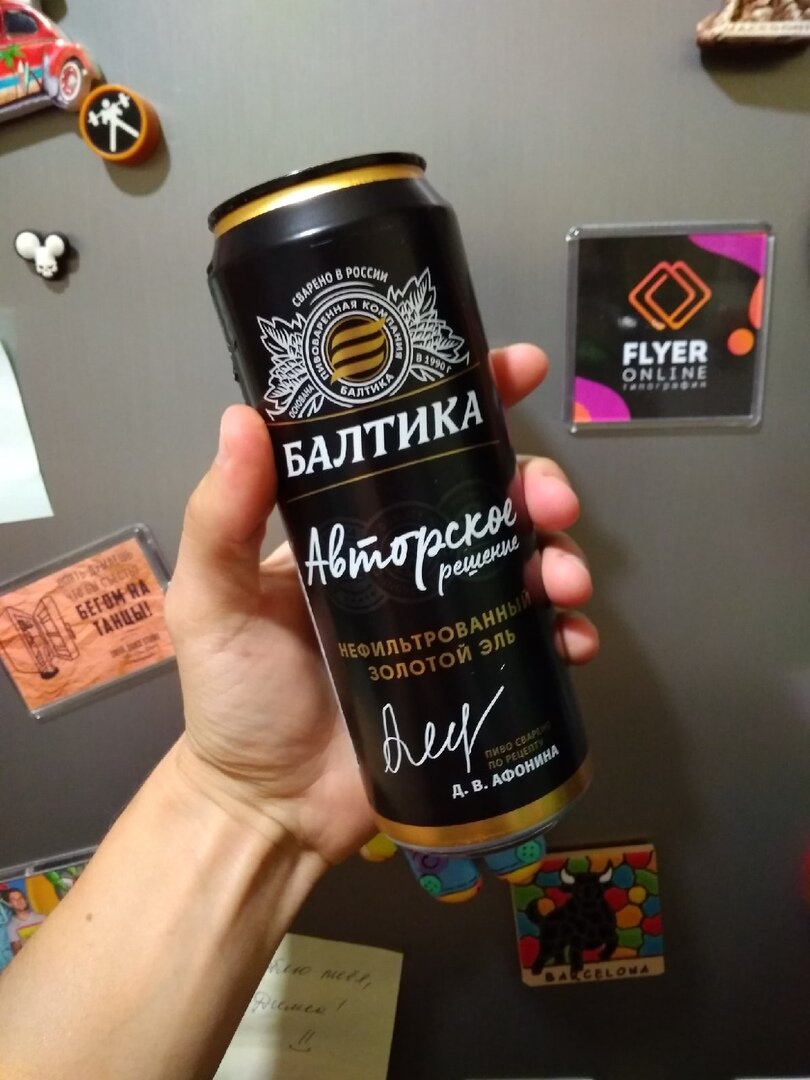 СВАРЕНО В РОССИИ
ПИВОВАРЕННАЯ КОМПАНИЯ
БАЛТИКА
ОСНОВАНА
В 1990 Г
БАЛТИКА
Авторское
решение
НЕФИЛЬТРОВАННЫЙ
ЗОЛОТОЙ ЭЛЬ
ПИВО СВАРЕНО
ПО РЕЦЕПТУ
Д. В. АФОНИНА
FLYER
ONLINE
типография
БЕГОМ НА
ТАНЦЫ!
BARCELONA
тебя,